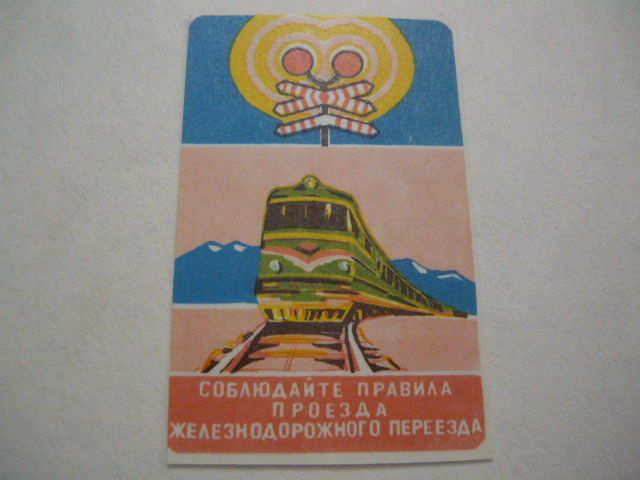 СОБЛЮДАЙТЕ ПРАВИЛА
ПРОЕЗДА
ЖЕЛЕЗНОДОРОЖНОГО ПЕРЕЕЗДА